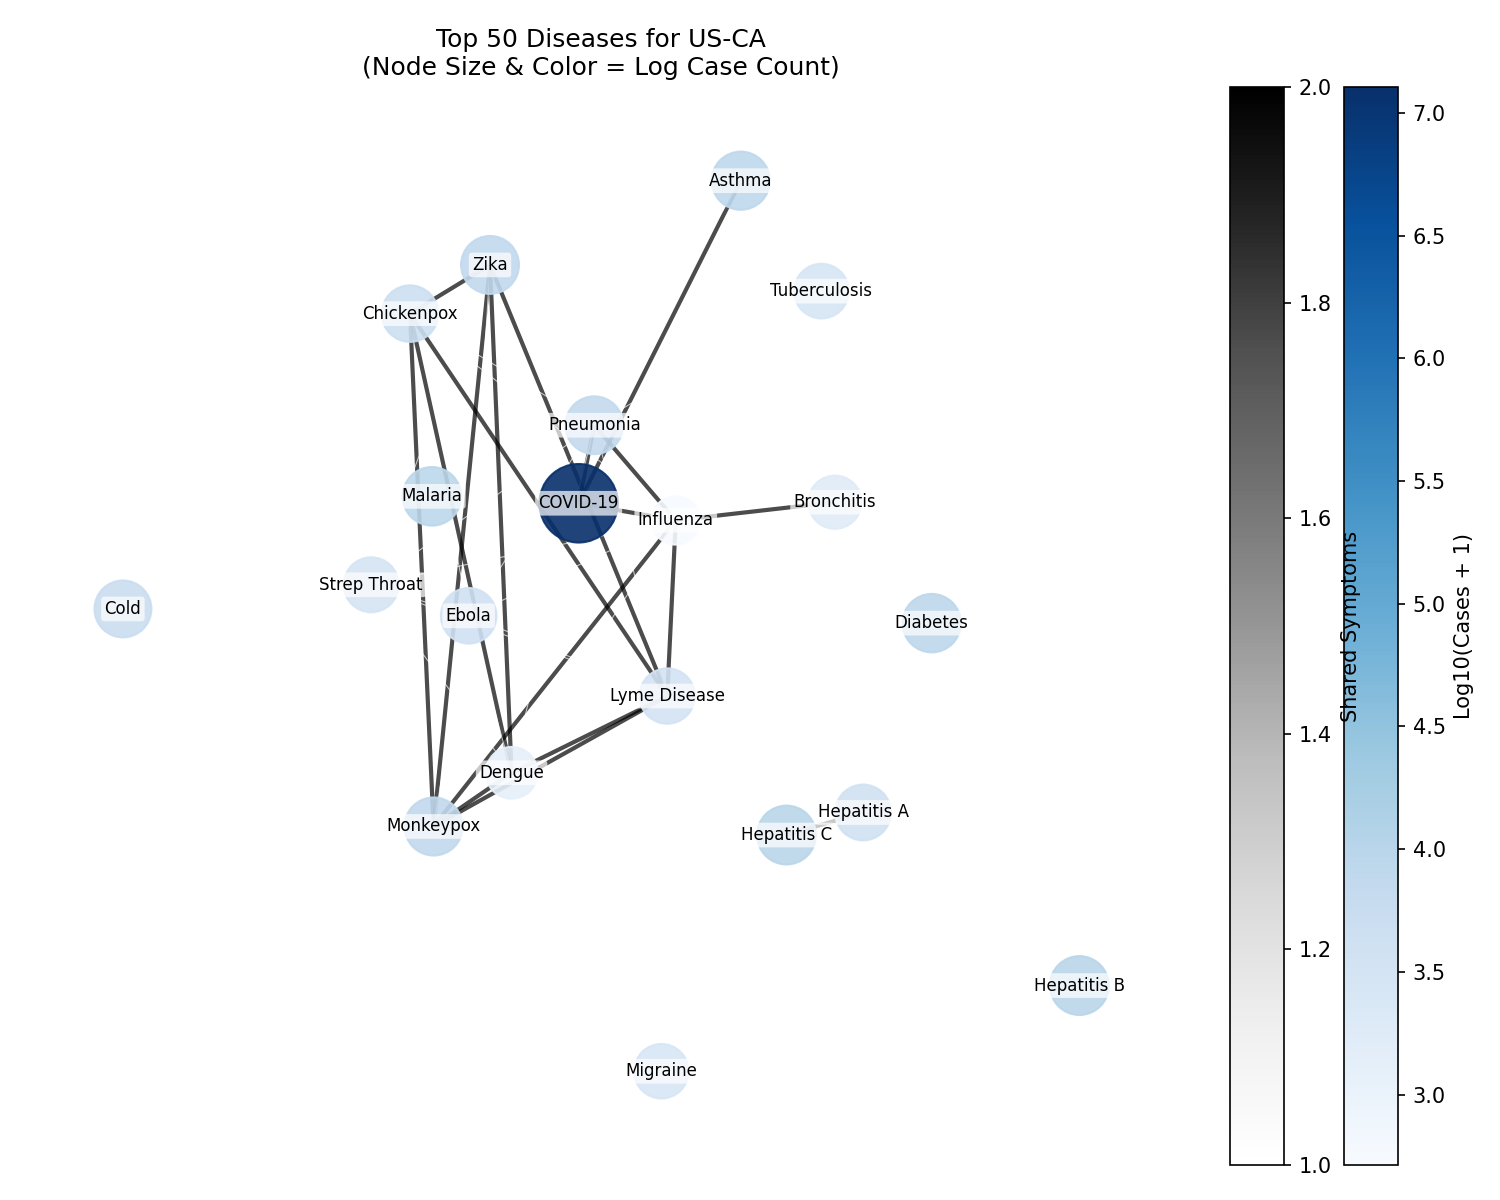 Top 50 Diseases for US-CA
(Node Size & Color = Log Case Count)
Asthma
Zika
Tuberculosis
Chickenpox
Pneumonia
Malaria
COVID-19
Bronchitis
Influenza
Strep Throat
Cold
Ebola
Diabetes
Lyme Disease
Dengue
Hepatitis A
Monkeypox
Hepatitis C
Hepatitis B
Migraine
2.0
1.8
1.6
1.4
1.2
1.0
Shared Symptoms
7.0
6.5
6.0
5.5
5.0
4.5
4.0
3.5
3.0
Log10(Cases + 1)